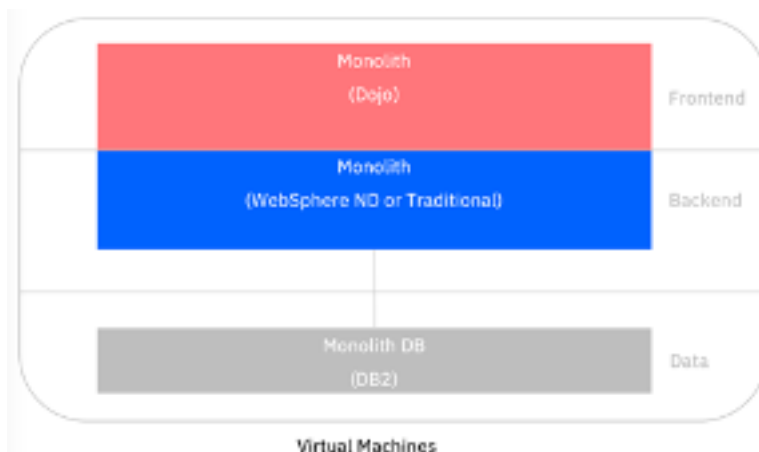 Monolith
(Dojo)
Frontend
Monolith
(WebSphere ND or Traditional)
Backend
Monolith DB
(DB2)
Data
Virtual Machines